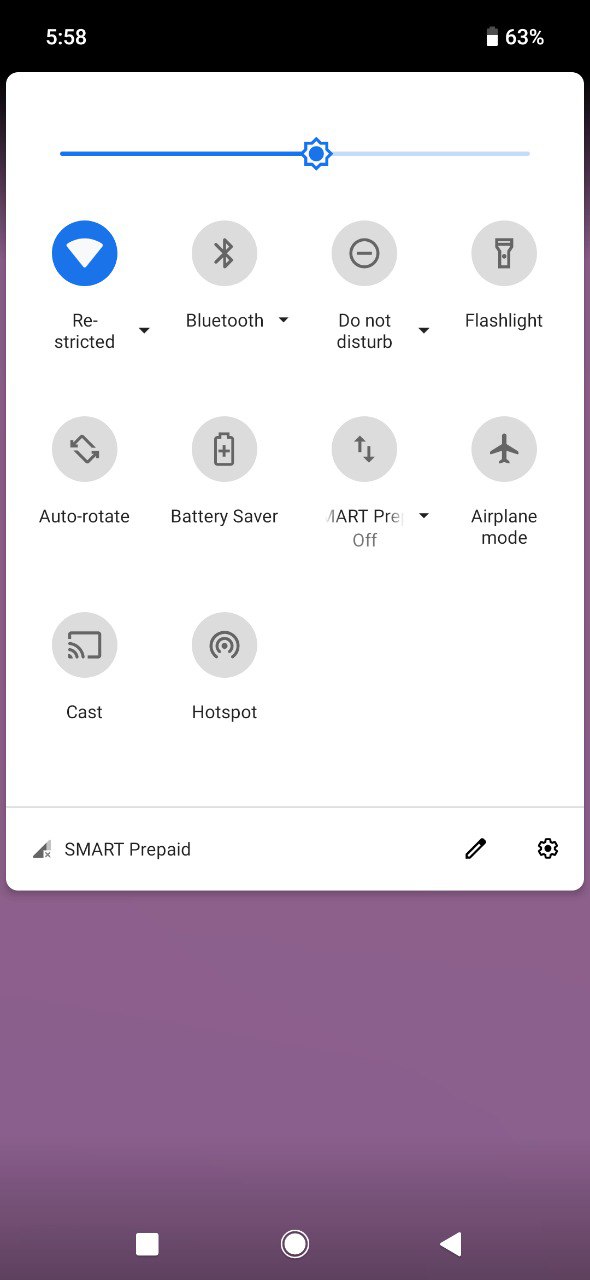 5:58
63%
Re-
stricted
Bluetooth
Do not
disturb
Flashlight
Auto-rotate
Battery Saver
MART Pre
Off
Airplane
mode
Cast
Hotspot
SMART Prepaid